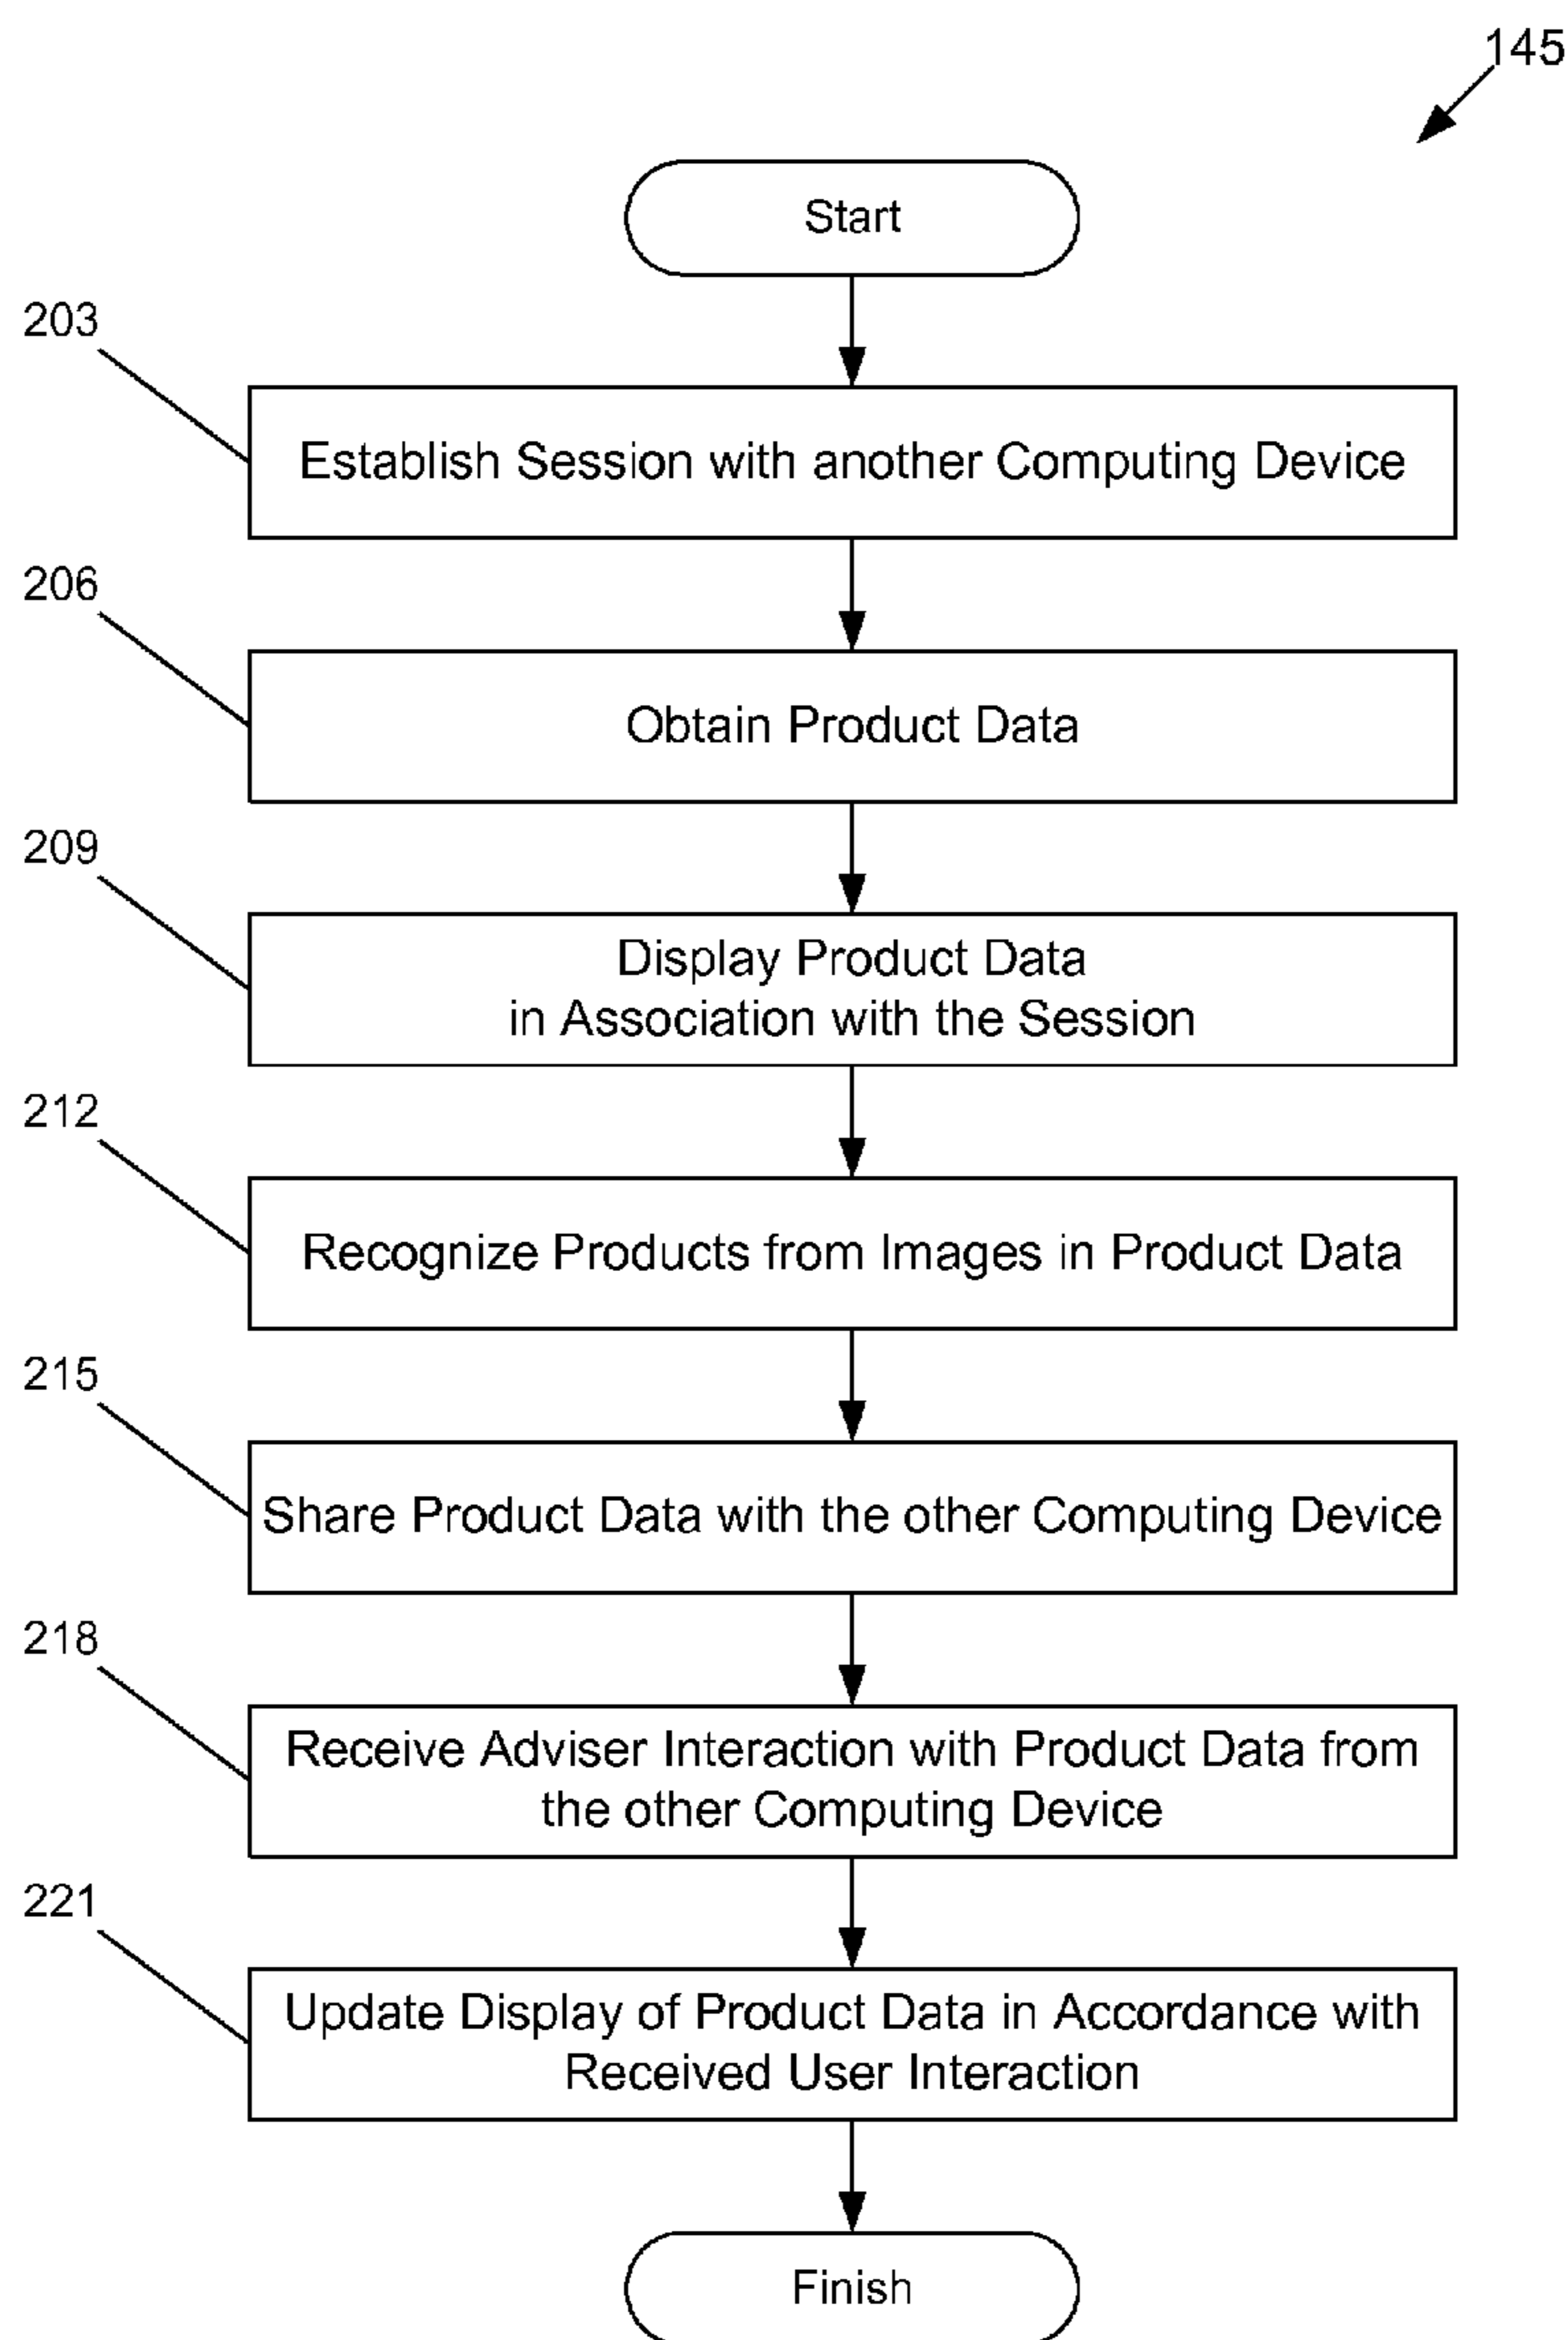 145
Start
203
Establish Session with another Computing Device
206
Obtain Product Data
209
Display Product Data
in Association with the Session
212
Recognize Products from Images in Product Data
215
Share Product Data with the other Computing Device
218
Receive Adviser Interaction with Product Data from
the other Computing Device
221
Update Display of Product Data in Accordance with
Received User Interaction
Finish